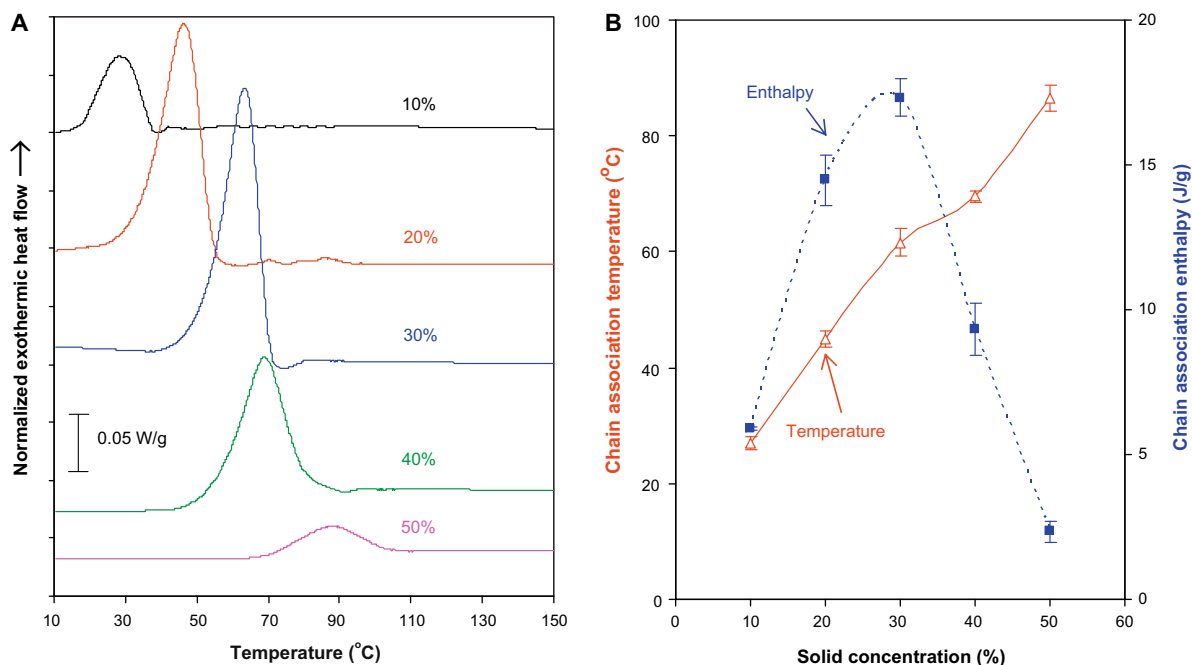 A
10%
20%
30%
40%
50%
0.05 W/g
Normalized exothermic heat flow
10 30 50 70 90 110 130 150
Temperature (°C)
B
100
80
60
40
20
0
Chain association temperature (°C)
Enthalpy
Temperature
20
15
10
5
0
Chain association enthalpy (J/g)
0 10 20 30 40 50 60
Solid concentration (%)